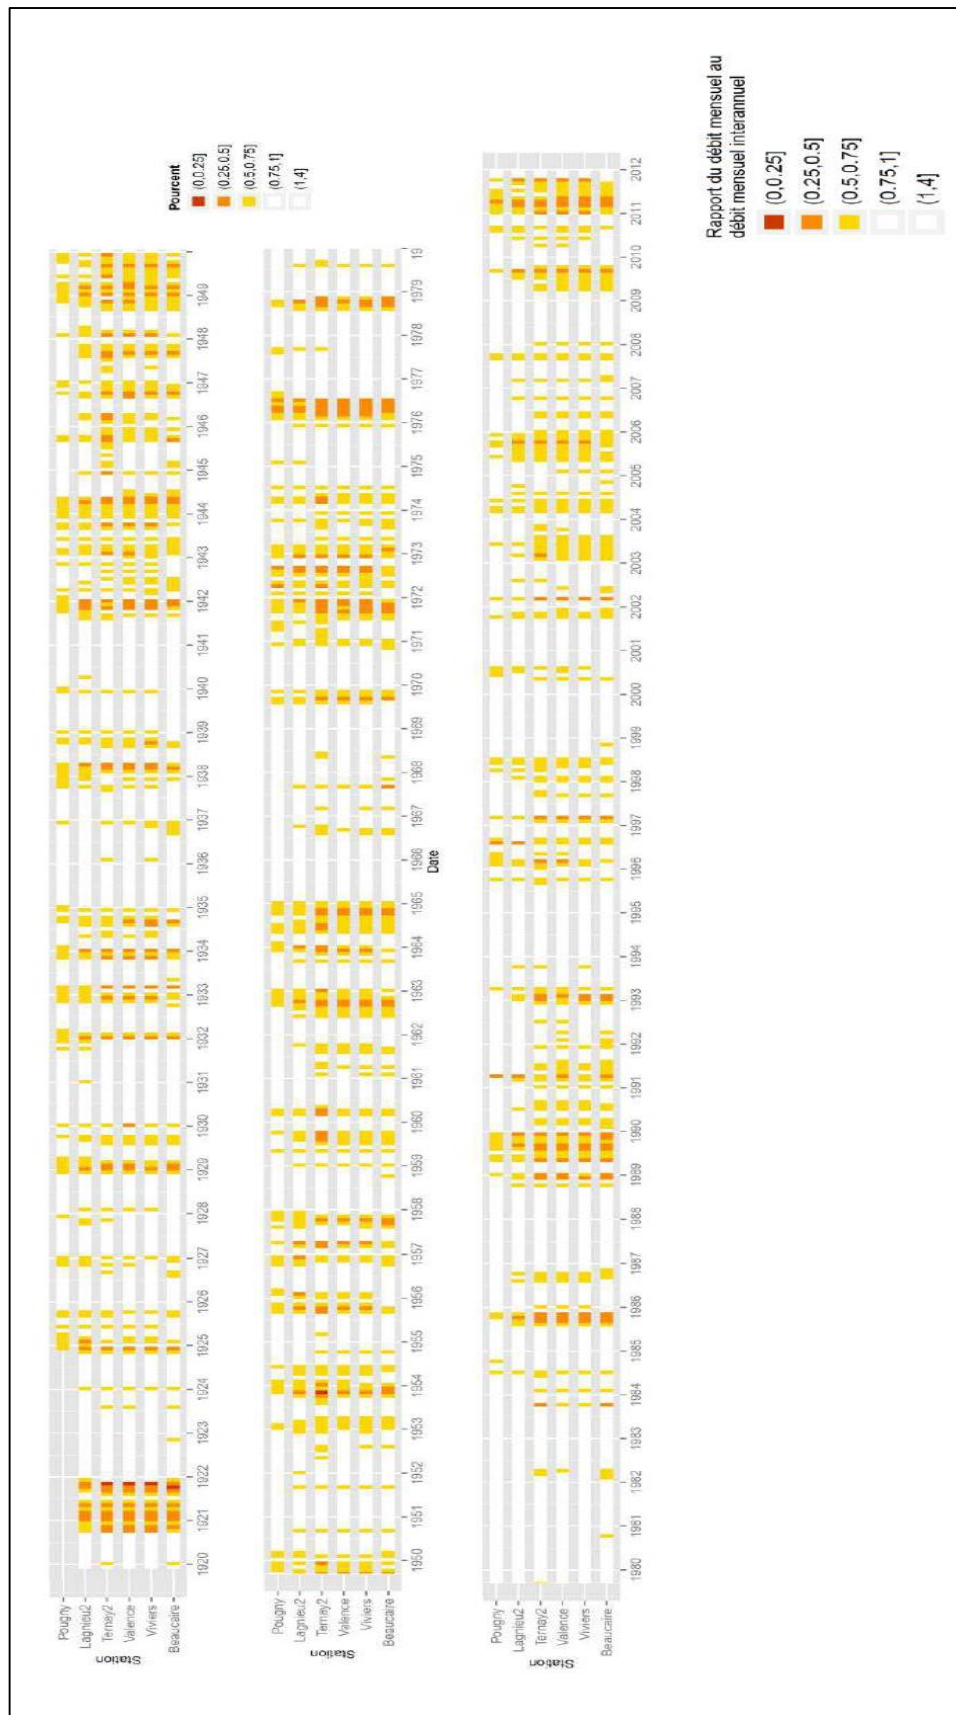 Station
Pougny
Lagnieu2
Ternay2
Valence
Viviers
Beaucaire
1920 1921 1922 1923 1924 1925 1926 1927 1928 1929 1930 1931 1932 1933 1934 1935 1936 1937 1938 1939 1940 1941 1942 1943 1944 1945 1946 1947 1948 1949
Pourcent
(0,0.25]
(0.25,0.5]
(0.5,0.75]
(0.75,1]
(1,4]
Station
Pougny
Lagnieu2
Ternay2
Valence
Viviers
Beaucaire
1950 1951 1952 1953 1954 1955 1956 1957 1958 1959 1960 1961 1962 1963 1964 1965 1966 1967 1968 1969 1970 1971 1972 1973 1974 1975 1976 1977 1978 1979 19
Date
Station
Pougny
Lagnieu2
Ternay2
Valence
Viviers
Beaucaire
1980 1981 1982 1983 1984 1985 1986 1987 1988 1989 1990 1991 1992 1993 1994 1995 1996 1997 1998 1999 2000 2001 2002 2003 2004 2005 2006 2007 2008 2009 2010 2011 2012
Rapport du débit mensuel au
débit mensuel interannuel
(0,0.25]
(0.25,0.5]
(0.5,0.75]
(0.75,1]
(1,4]